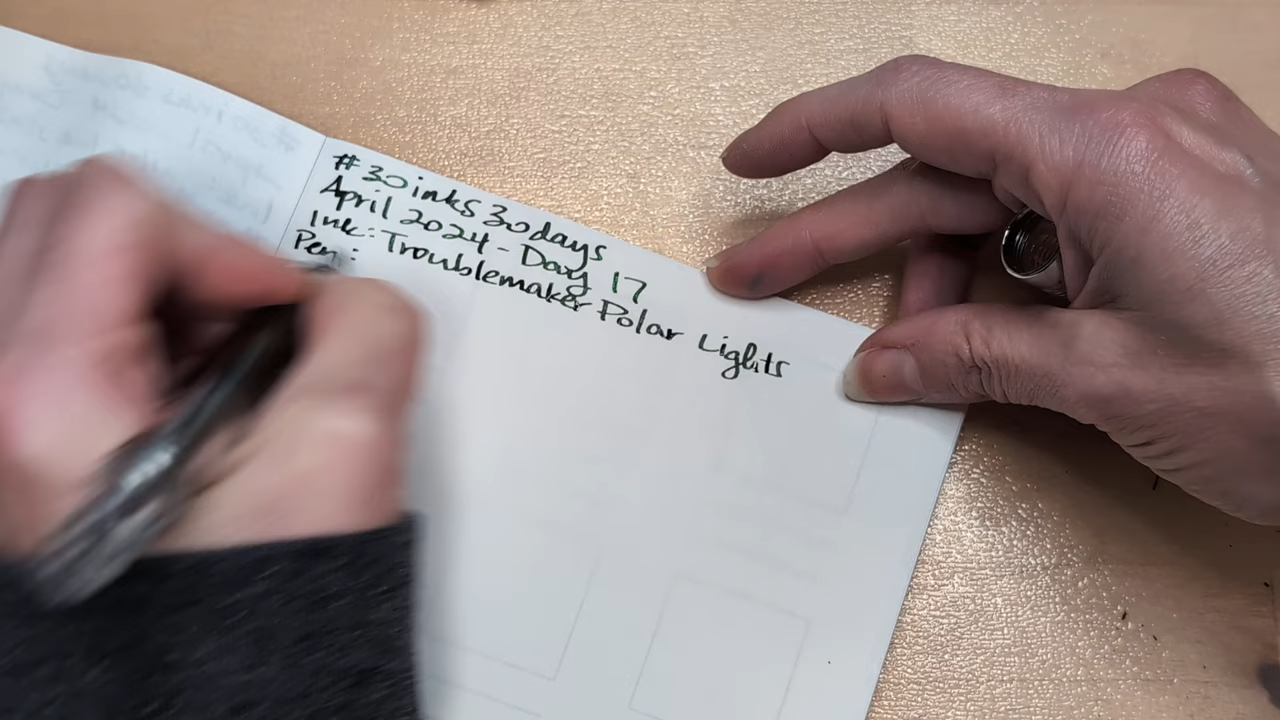 #30inks30days
April 2024 - Day 17
Ink: Troublemaker Polar Lights
Pen: